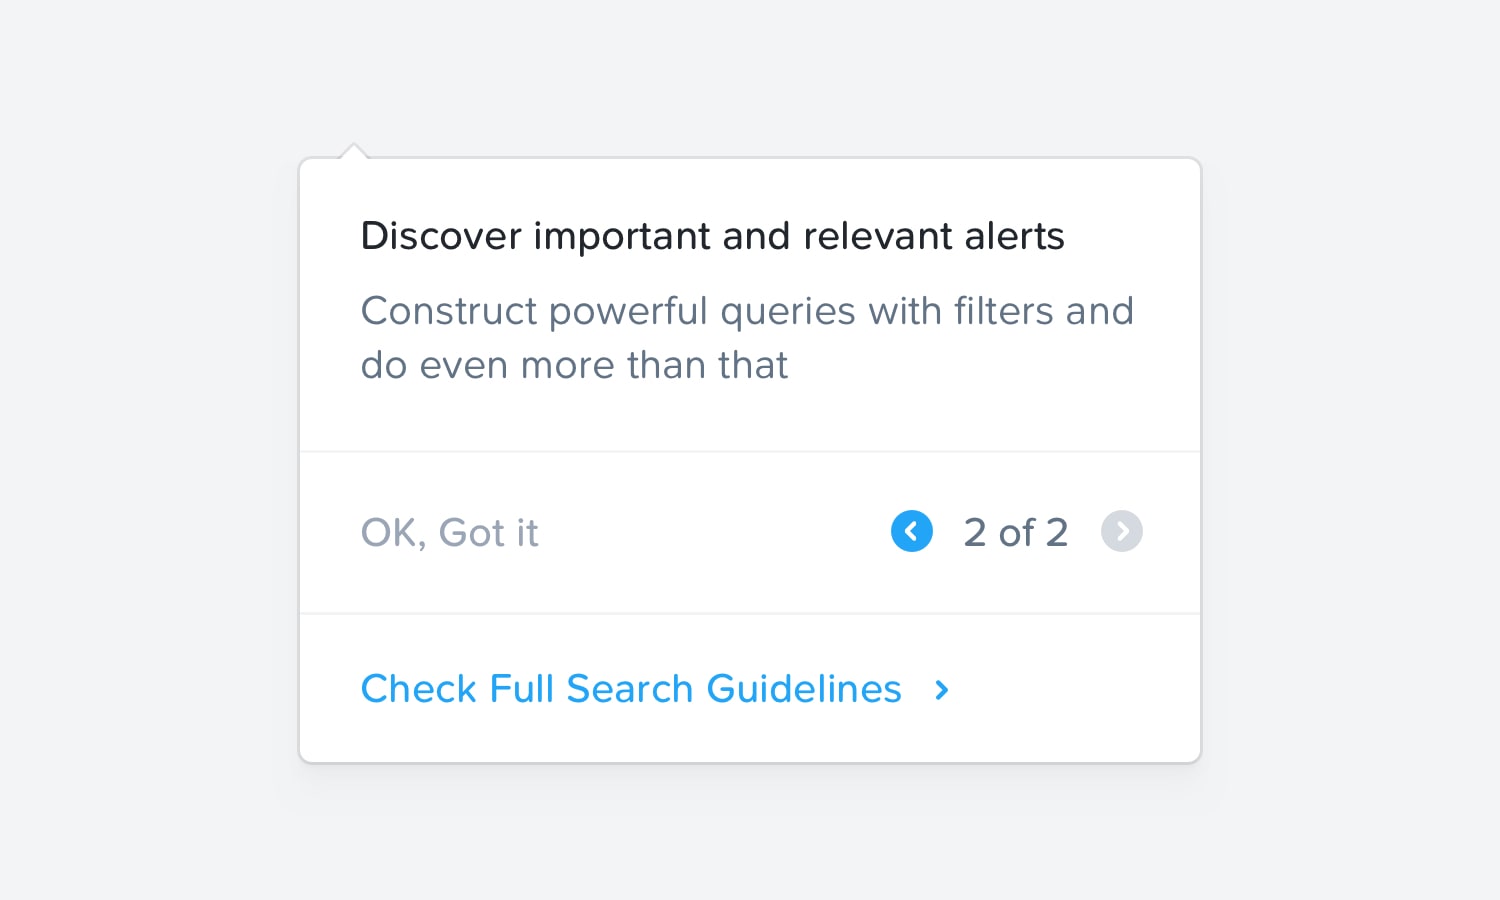 Discover important and relevant alerts
Construct powerful queries with filters and
do even more than that
OK, Got it
2 of 2
Check Full Search Guidelines